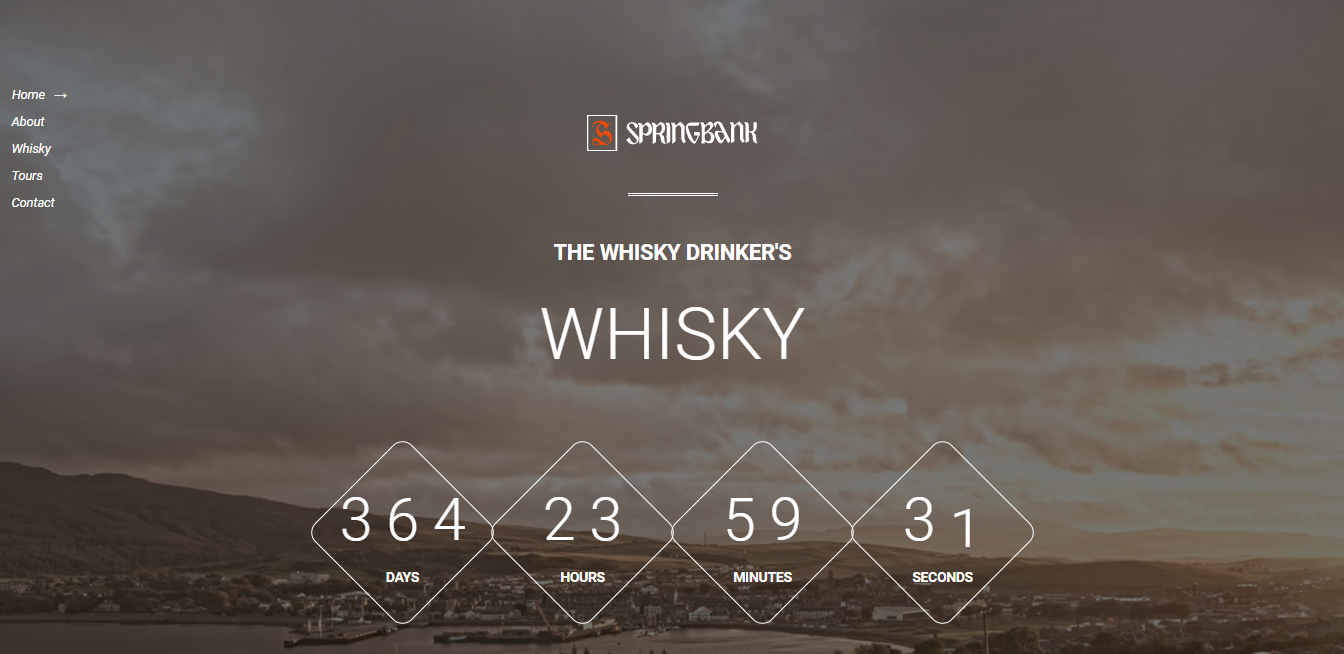 Home →
About
Whisky
Tours
Contact
S SPRINGBANK
THE WHISKY DRINKER'S
WHISKY
364 23 59 31
DAYS HOURS MINUTES SECONDS